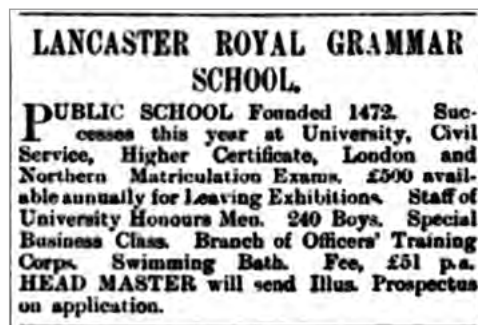 LANCASTER ROYAL GRAMMAR
SCHOOL.
PUBLIC SCHOOL Founded 1472. Suc-
cesses this year at University, Civil
Service, Higher Certificate, London and
Northern Matriculation Exams. £500 avail-
able annually for Leaving Exhibitions. Staff of
University Honours Men. 240 Boys. Special
Business Class. Branch of Officers' Training
Corps. Swimming Bath. Fee, £51 p.a.
HEAD MASTER will send Illus. Prospectus
on application.